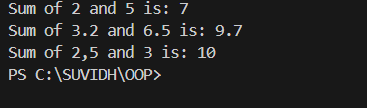 Sum of 2 and 5 is: 7
Sum of 3.2 and 6.5 is: 9.7
Sum of 2,5 and 3 is: 10
PS C:\SUVIDH\OOP>